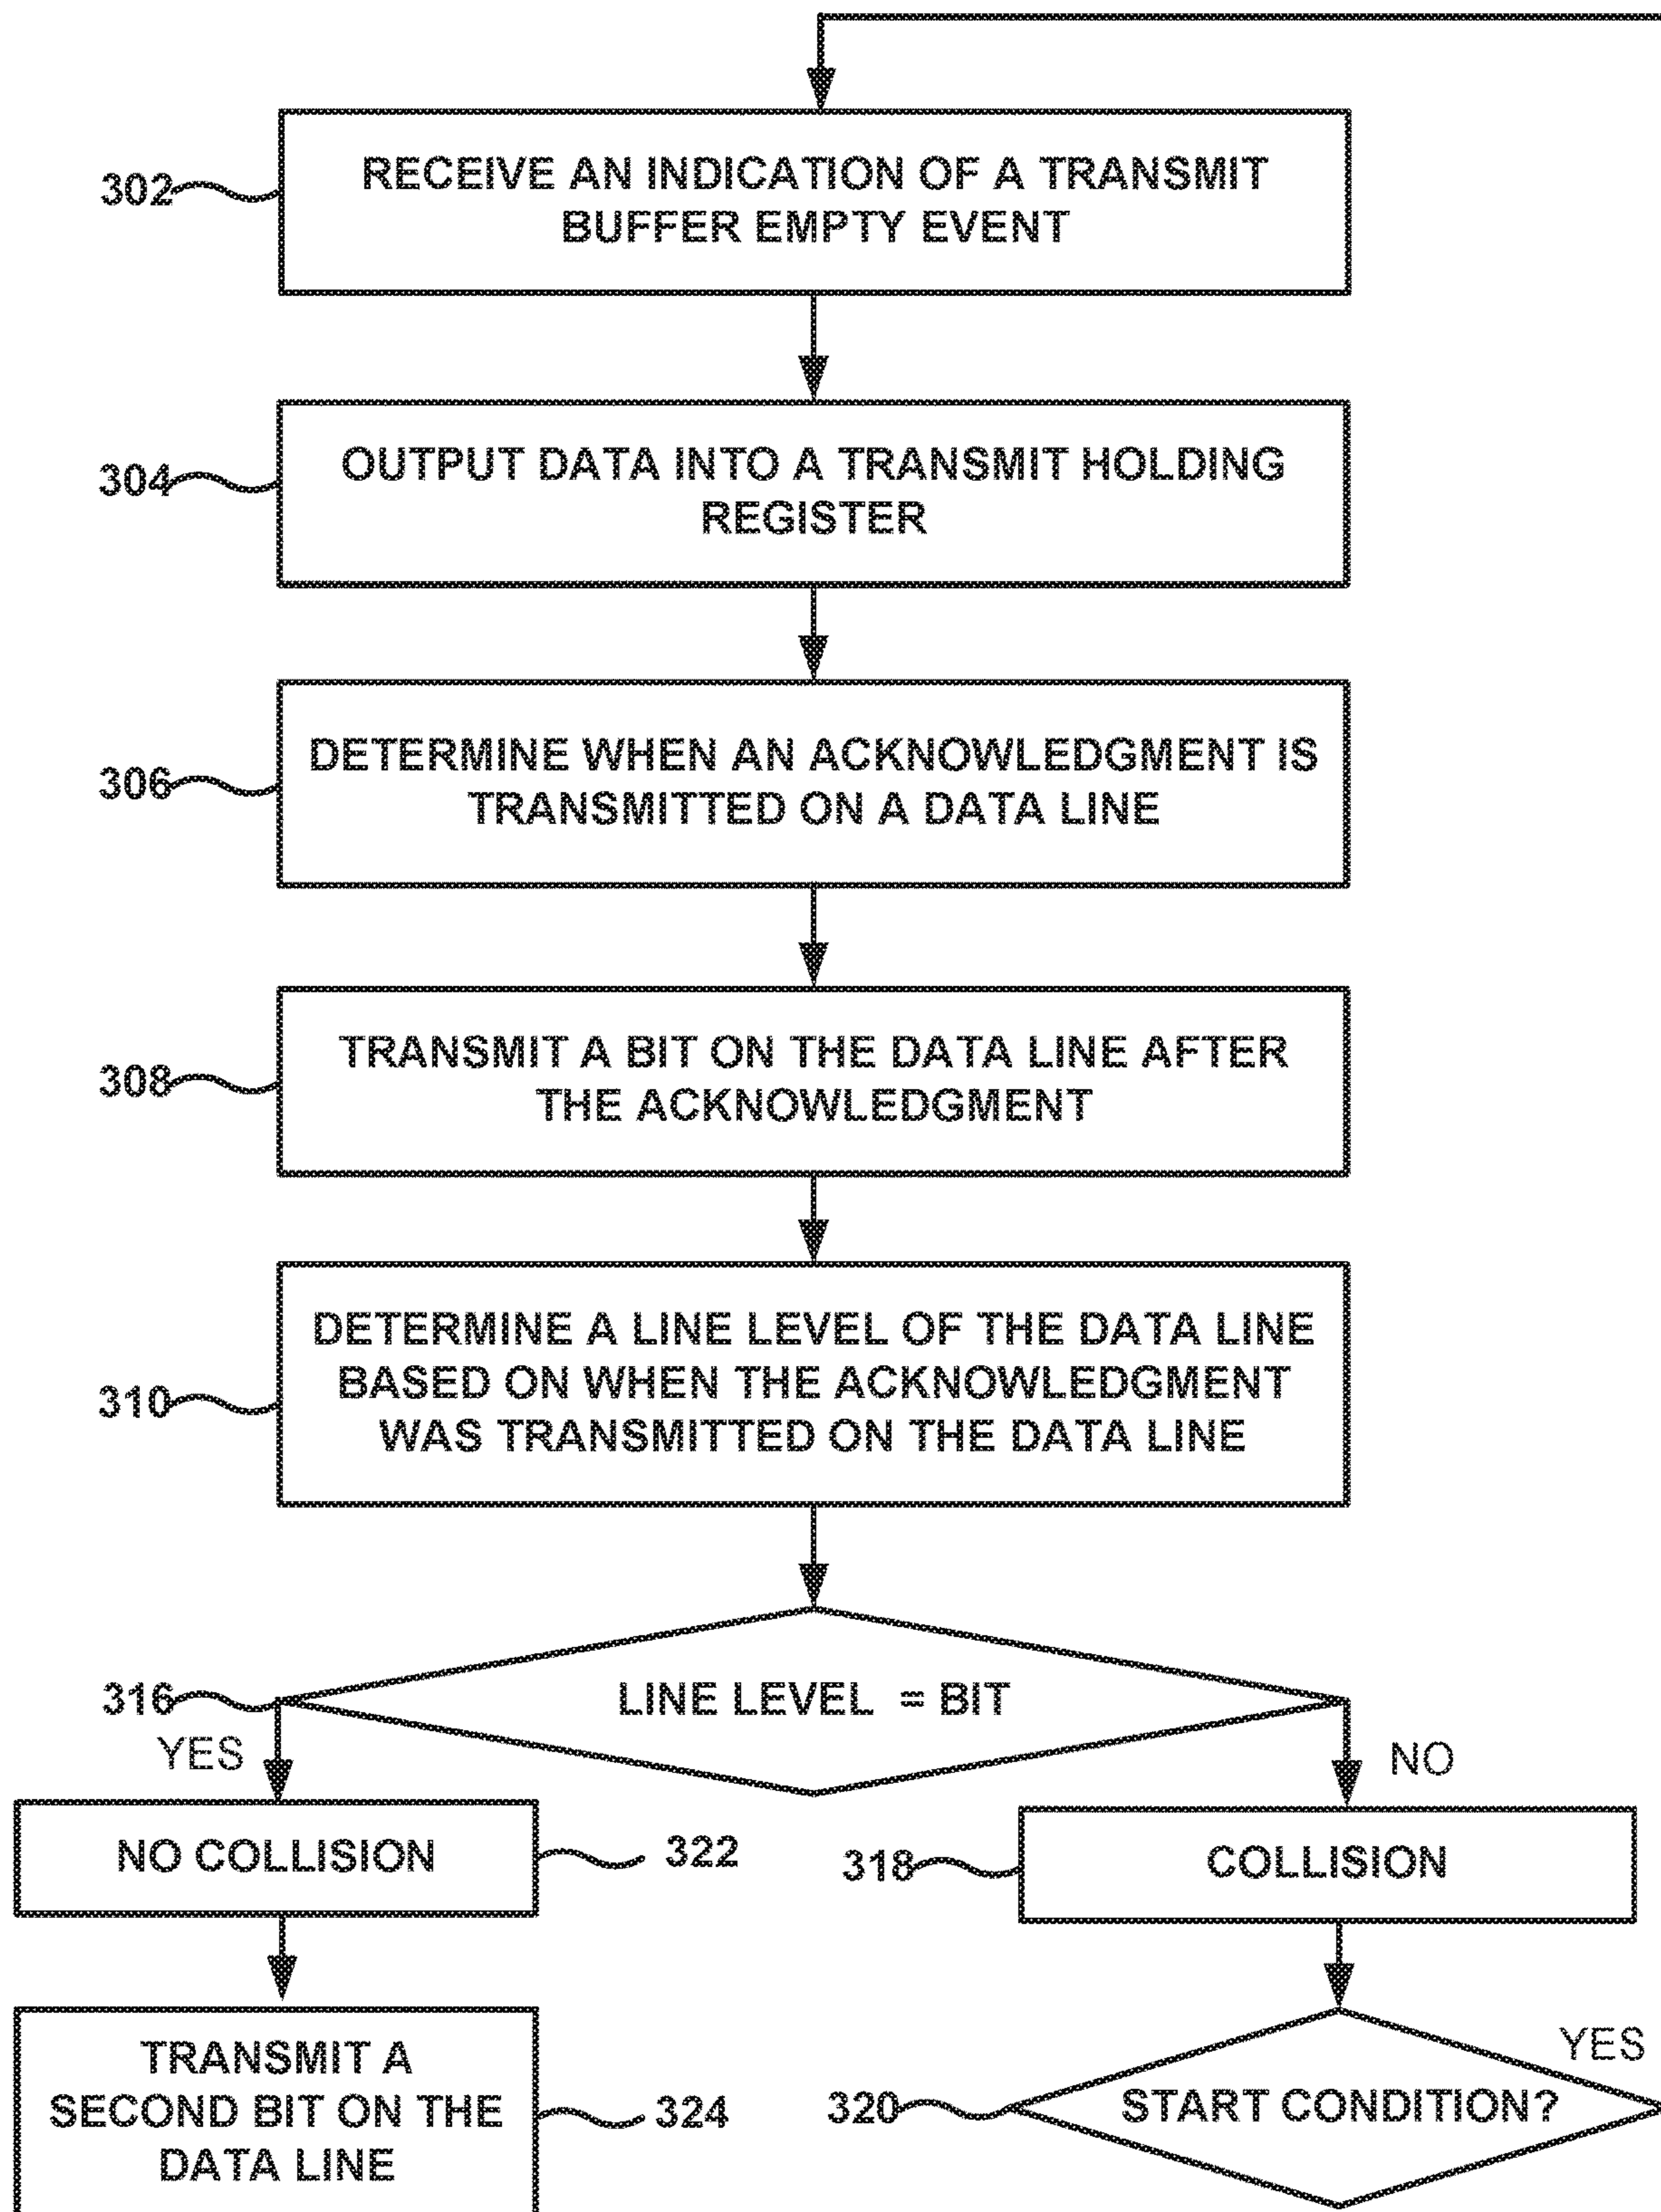 302
RECEIVE AN INDICATION OF A TRANSMIT
BUFFER EMPTY EVENT
304
OUTPUT DATA INTO A TRANSMIT HOLDING
REGISTER
306
DETERMINE WHEN AN ACKNOWLEDGMENT IS
TRANSMITTED ON A DATA LINE
308
TRANSMIT A BIT ON THE DATA LINE AFTER
THE ACKNOWLEDGMENT
310
DETERMINE A LINE LEVEL OF THE DATA LINE
BASED ON WHEN THE ACKNOWLEDGMENT
WAS TRANSMITTED ON THE DATA LINE
316
LINE LEVEL = BIT
YES
NO
NO COLLISION
322
318
COLLISION
TRANSMIT A
SECOND BIT ON THE
DATA LINE
324
320
START CONDITION?
YES